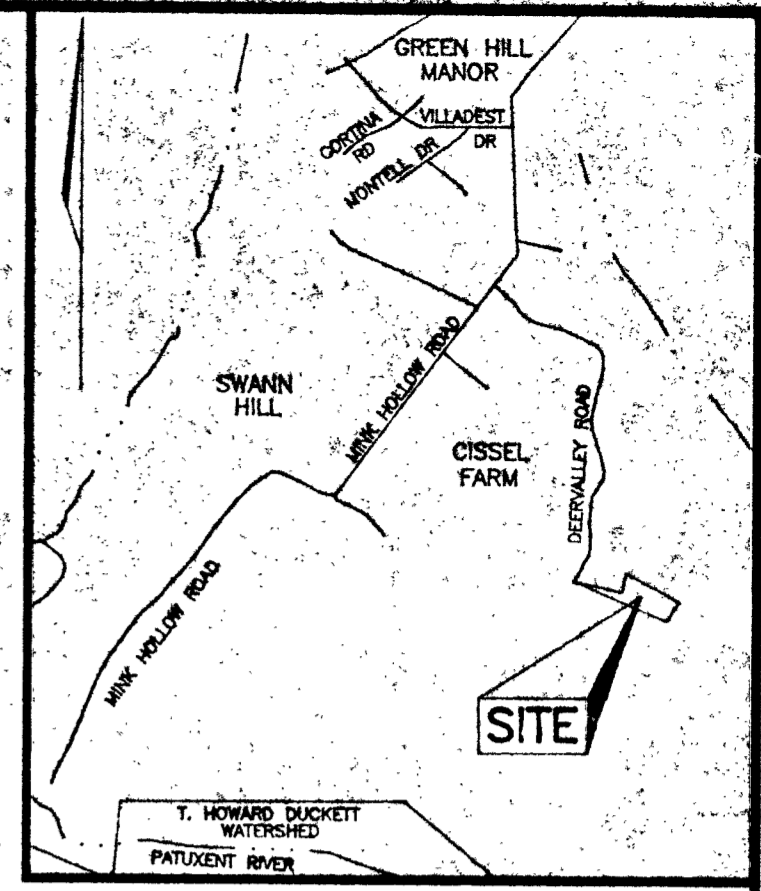 GREEN HILL
MANOR
VILLADEST
DR
CORTINA
RD
MONTELL DR
MINK HOLLOW ROAD
SWANN
HILL
CISSEL
FARM
DEERVALLEY ROAD
MINK HOLLOW ROAD
SITE
T. HOWARD DUCKETT
WATERSHED
PATUXENT RIVER